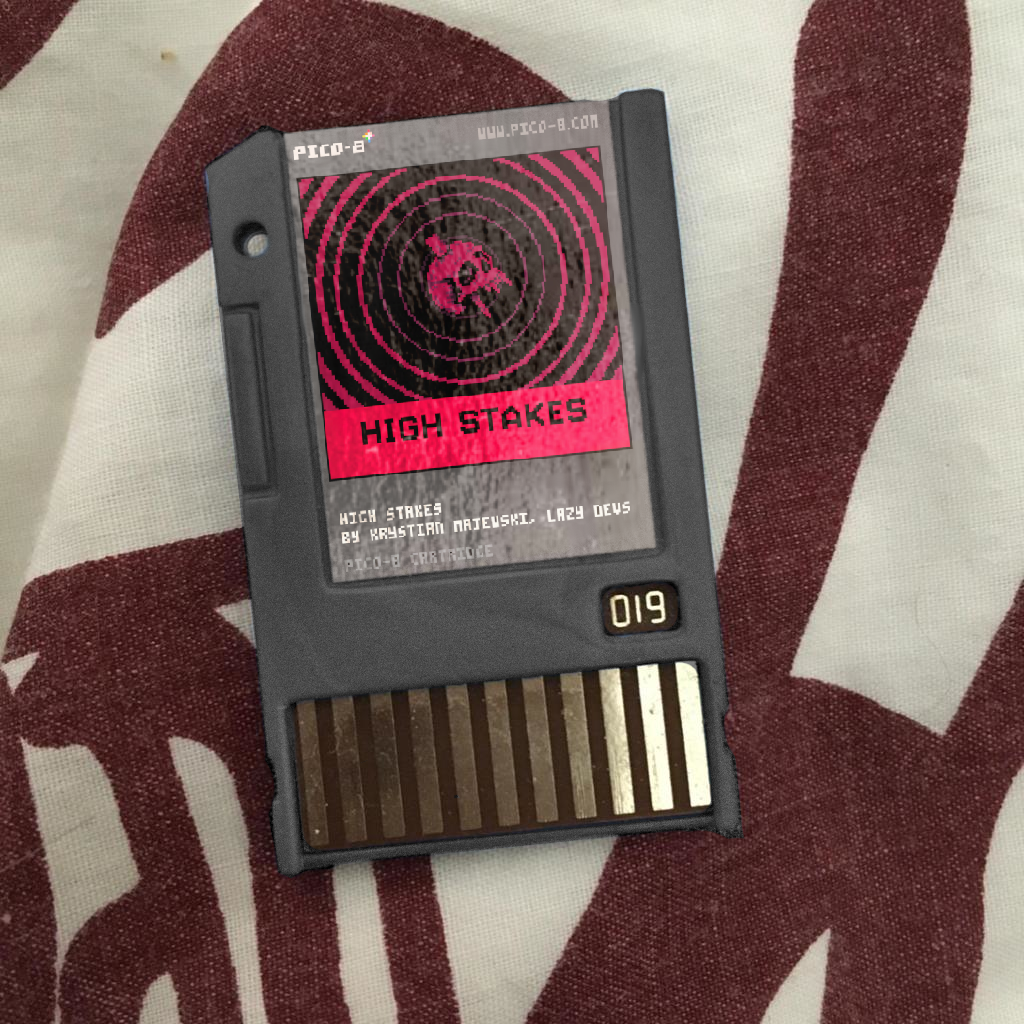 PICO-8
WWW.PICO-8.COM
HIGH STAKES
HIGH STAKES
BY KRYSTIAN MAJEWSKI, LAZY DEVS
PICO-8 CARTRIDGE
019